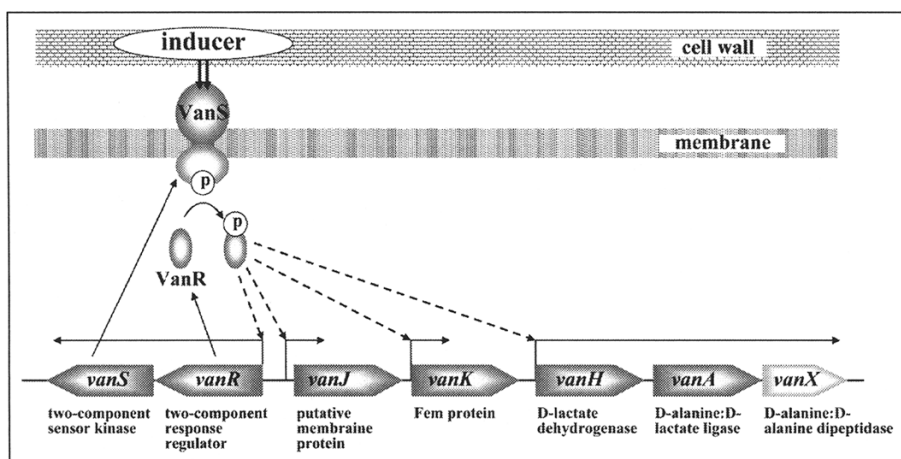 inducer
cell wall
VanS
membrane
p
p
VanR
vanS
vanR
vanJ
vanK
vanH
vanA
vanX
two-component
sensor kinase
two-component
response
regulator
putative
membraine
protein
Fem protein
D-lactate
dehydrogenase
D-alanine:D-
lactate ligase
D-alanine:D-
alanine dipeptidase